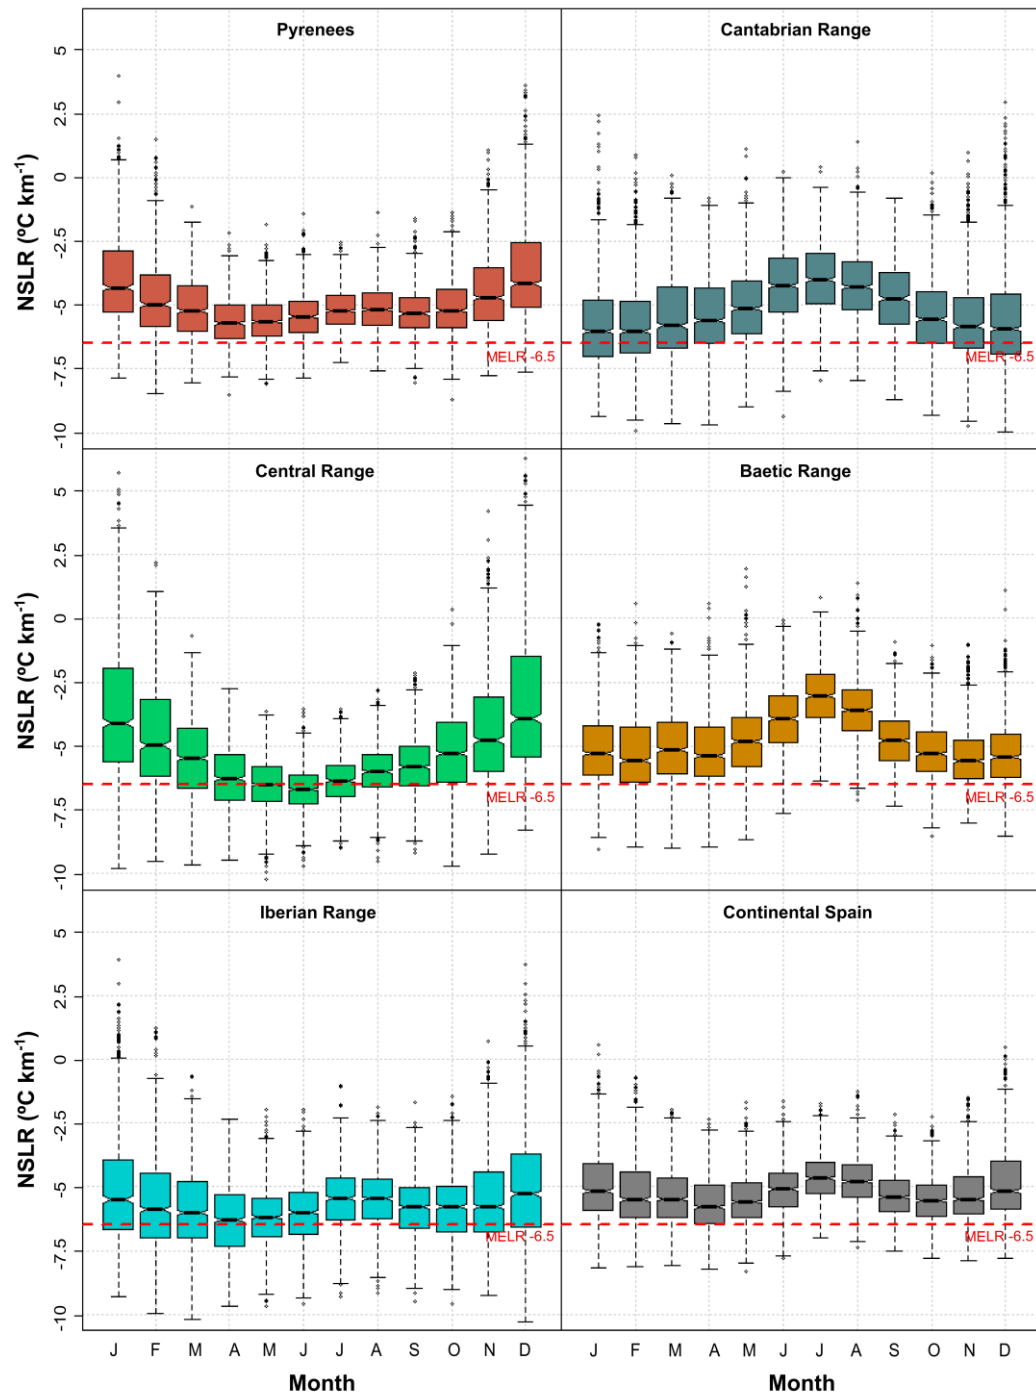 Pyrenees
Cantabrian Range
NSLR (ºC km-1)
5
2.5
0
-2.5
-5
-7.5
-10
MELR -6.5
MELR -6.5
Central Range
Baetic Range
NSLR (ºC km-1)
5
2.5
0
-2.5
-5
-7.5
-10
MELR -6.5
MELR -6.5
Iberian Range
Continental Spain
NSLR (ºC km-1)
5
2.5
0
-2.5
-5
-7.5
-10
MELR -6.5
MELR -6.5
J F M A M J J A S O N D
J F M A M J J A S O N D
Month
Month